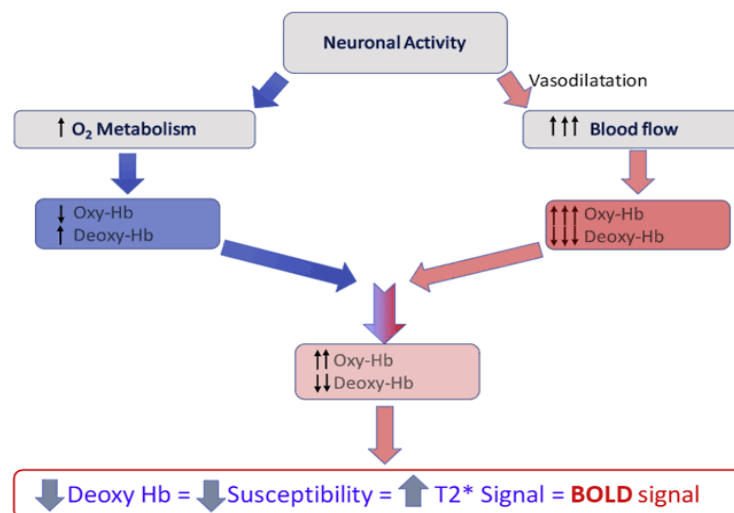 Neuronal Activity
Vasodilatation
↑ O₂ Metabolism
↑↑↑ Blood flow
↓ Oxy-Hb
↑ Deoxy-Hb
↑↑↑ Oxy-Hb
↓↓↓ Deoxy-Hb
↑↑ Oxy-Hb
↓↓ Deoxy-Hb
↓ Deoxy Hb = ↓ Susceptibility = ↑ T2* Signal = BOLD signal